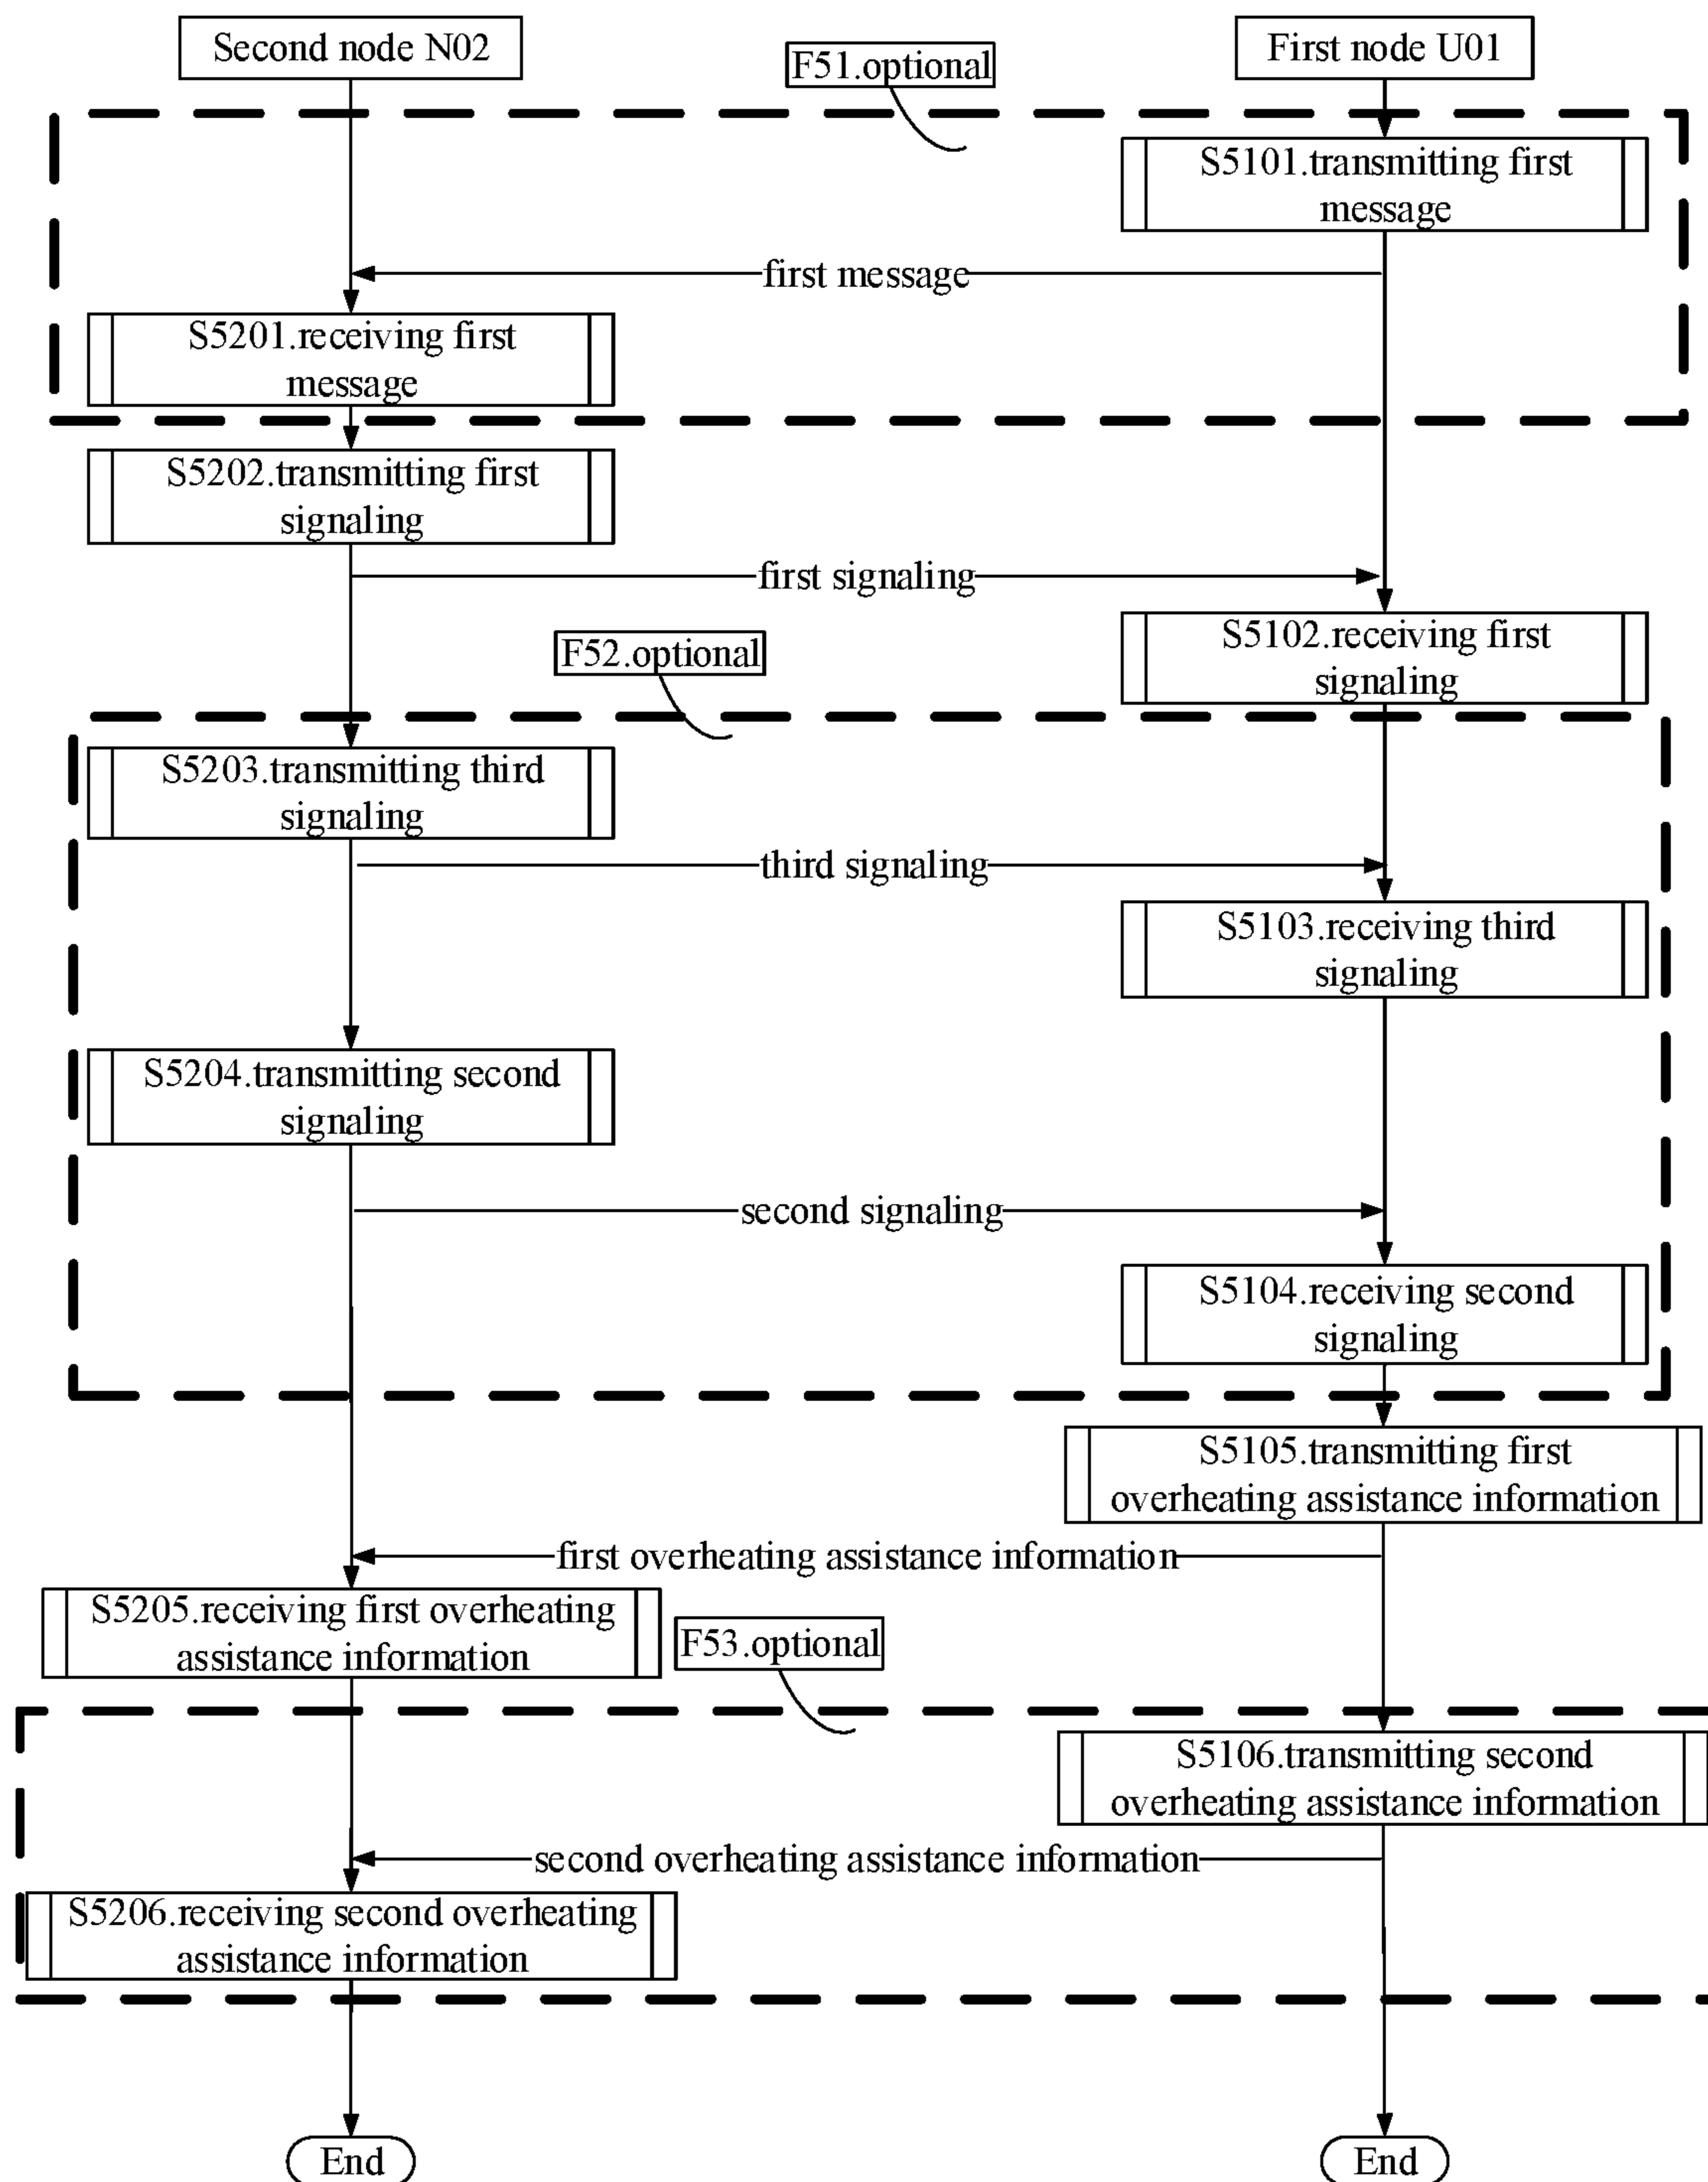 Second node N02
First node U01
F51.optional
S5101.transmitting first
message
first message
S5201.receiving first
message
S5202.transmitting first
signaling
first signaling
S5102.receiving first
signaling
F52.optional
S5203.transmitting third
signaling
third signaling
S5103.receiving third
signaling
S5204.transmitting second
signaling
second signaling
S5104.receiving second
signaling
S5105.transmitting first
overheating assistance information
first overheating assistance information
S5205.receiving first overheating
assistance information
F53.optional
S5106.transmitting second
overheating assistance information
second overheating assistance information
S5206.receiving second overheating
assistance information
End
End